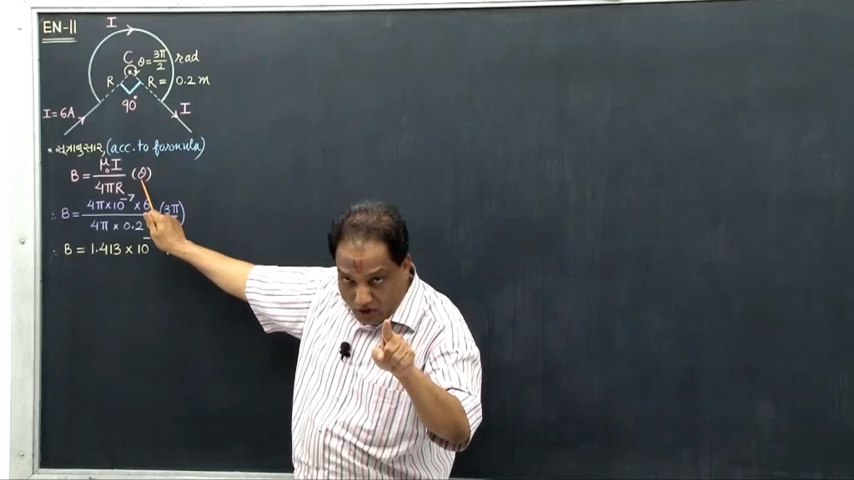 EN-II
I
C
θ = 3π/2 rad
R R = 0.2 m
I = 6A 90° I
• સૂત્રાનુસાર, (acc. to formula)
B = μ₀I/4πR (θ)
∴ B = 4π×10⁻⁷×6/4π×0.2 (3π
∴ B = 1.413 × 10⁻